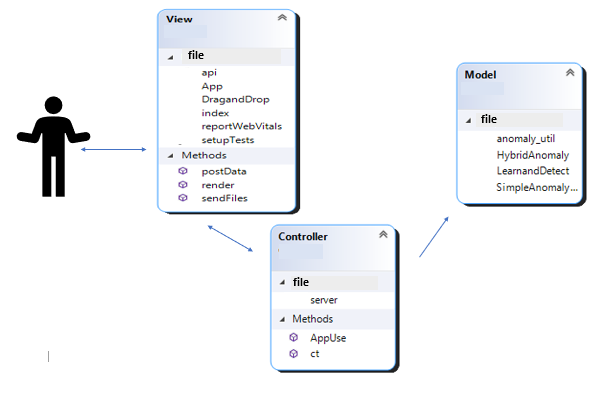 View
file
api
App
DragandDrop
index
reportWebVitals
setupTests
Methods
postData
render
sendFiles
Model
file
anomaly_util
HybridAnomaly
LearnandDetect
SimpleAnomaly...
Controller
file
server
Methods
AppUse
ct